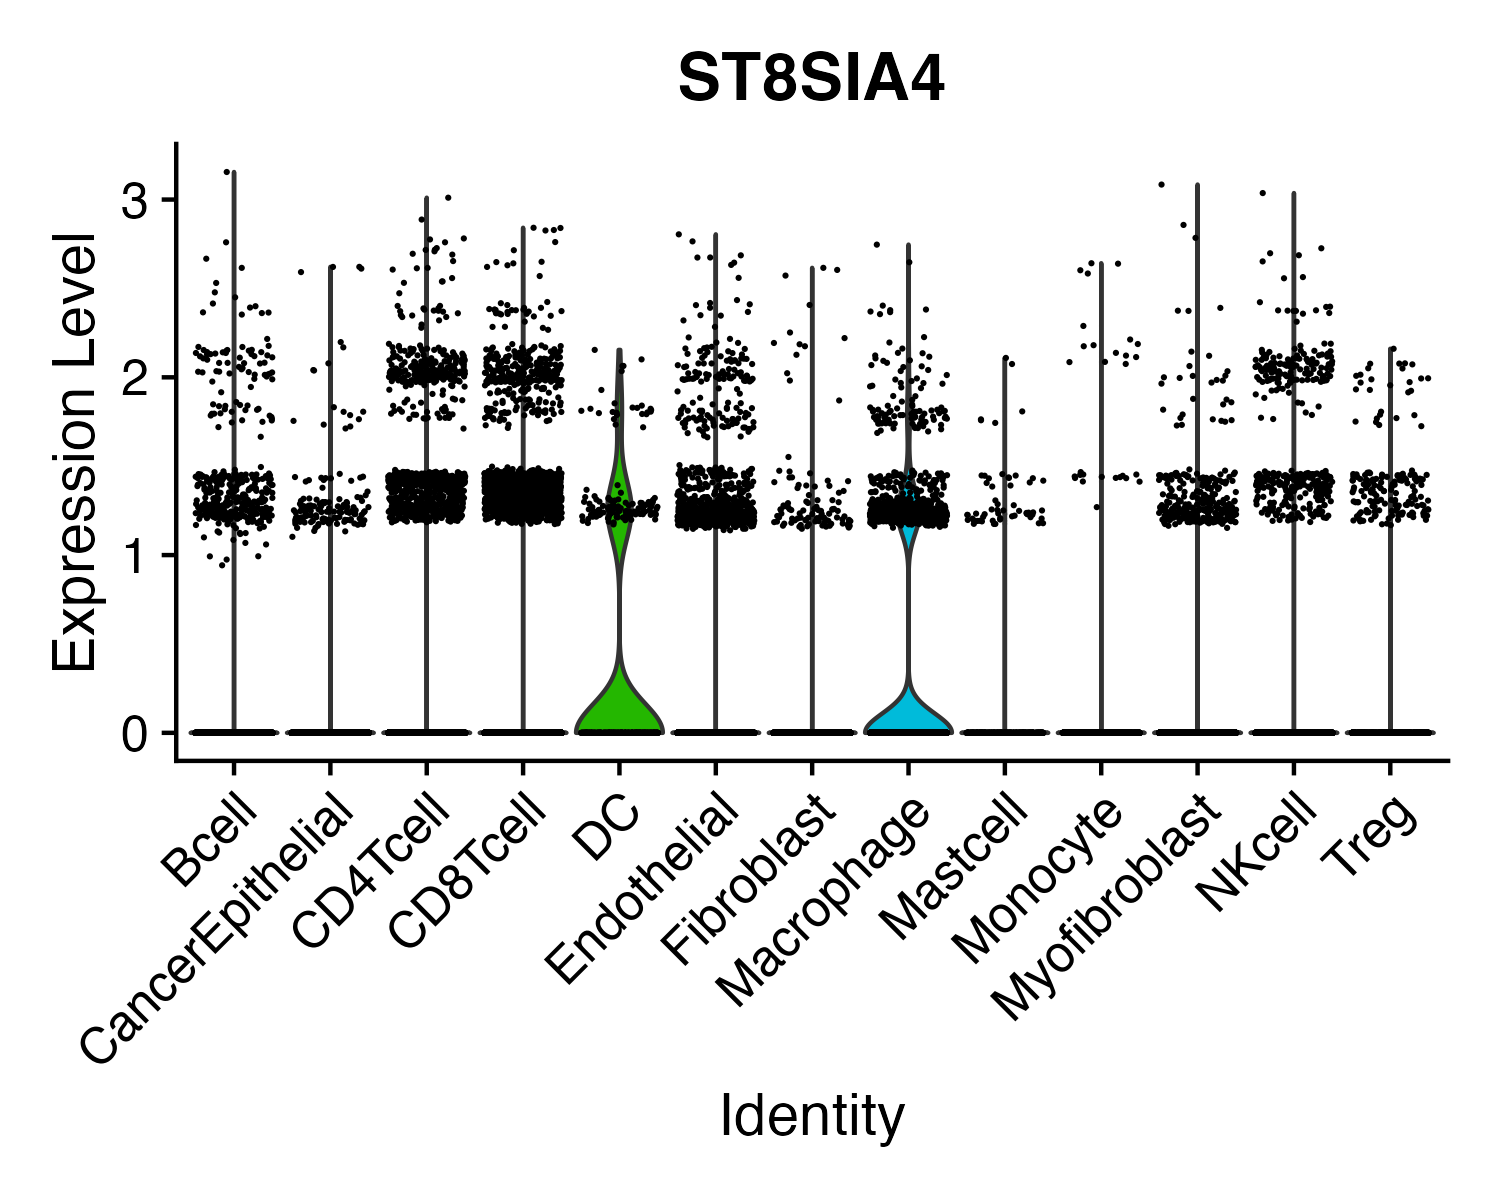 ST8SIA4
Expression Level
3
2
1
0
Bcell
CancerEpithelial
CD4Tcell
CD8Tcell
DC
Endothelial
Fibroblast
Macrophage
Mastcell
Monocyte
Myofibroblast
NKcell
Treg
Identity